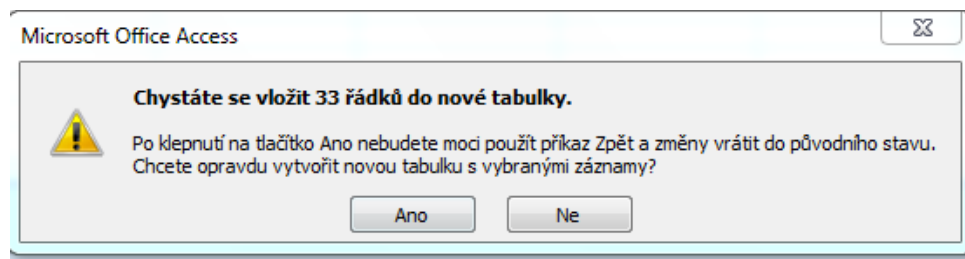 Microsoft Office Access
Chystáte se vložit 33 řádků do nové tabulky.
Po klepnutí na tlačítko Ano nebudete moci použít příkaz Zpět a změny vrátit do původního stavu.
Chcete opravdu vytvořit novou tabulku s vybranými záznamy?
Ano
Ne